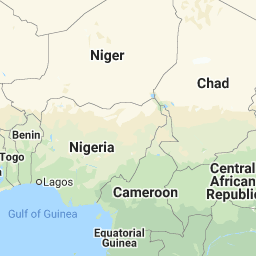 Niger
Chad
Benin
Nigeria
Togo
Lagos
Central
African
Republic
Cameroon
Gulf of Guinea
Equatorial
Guinea